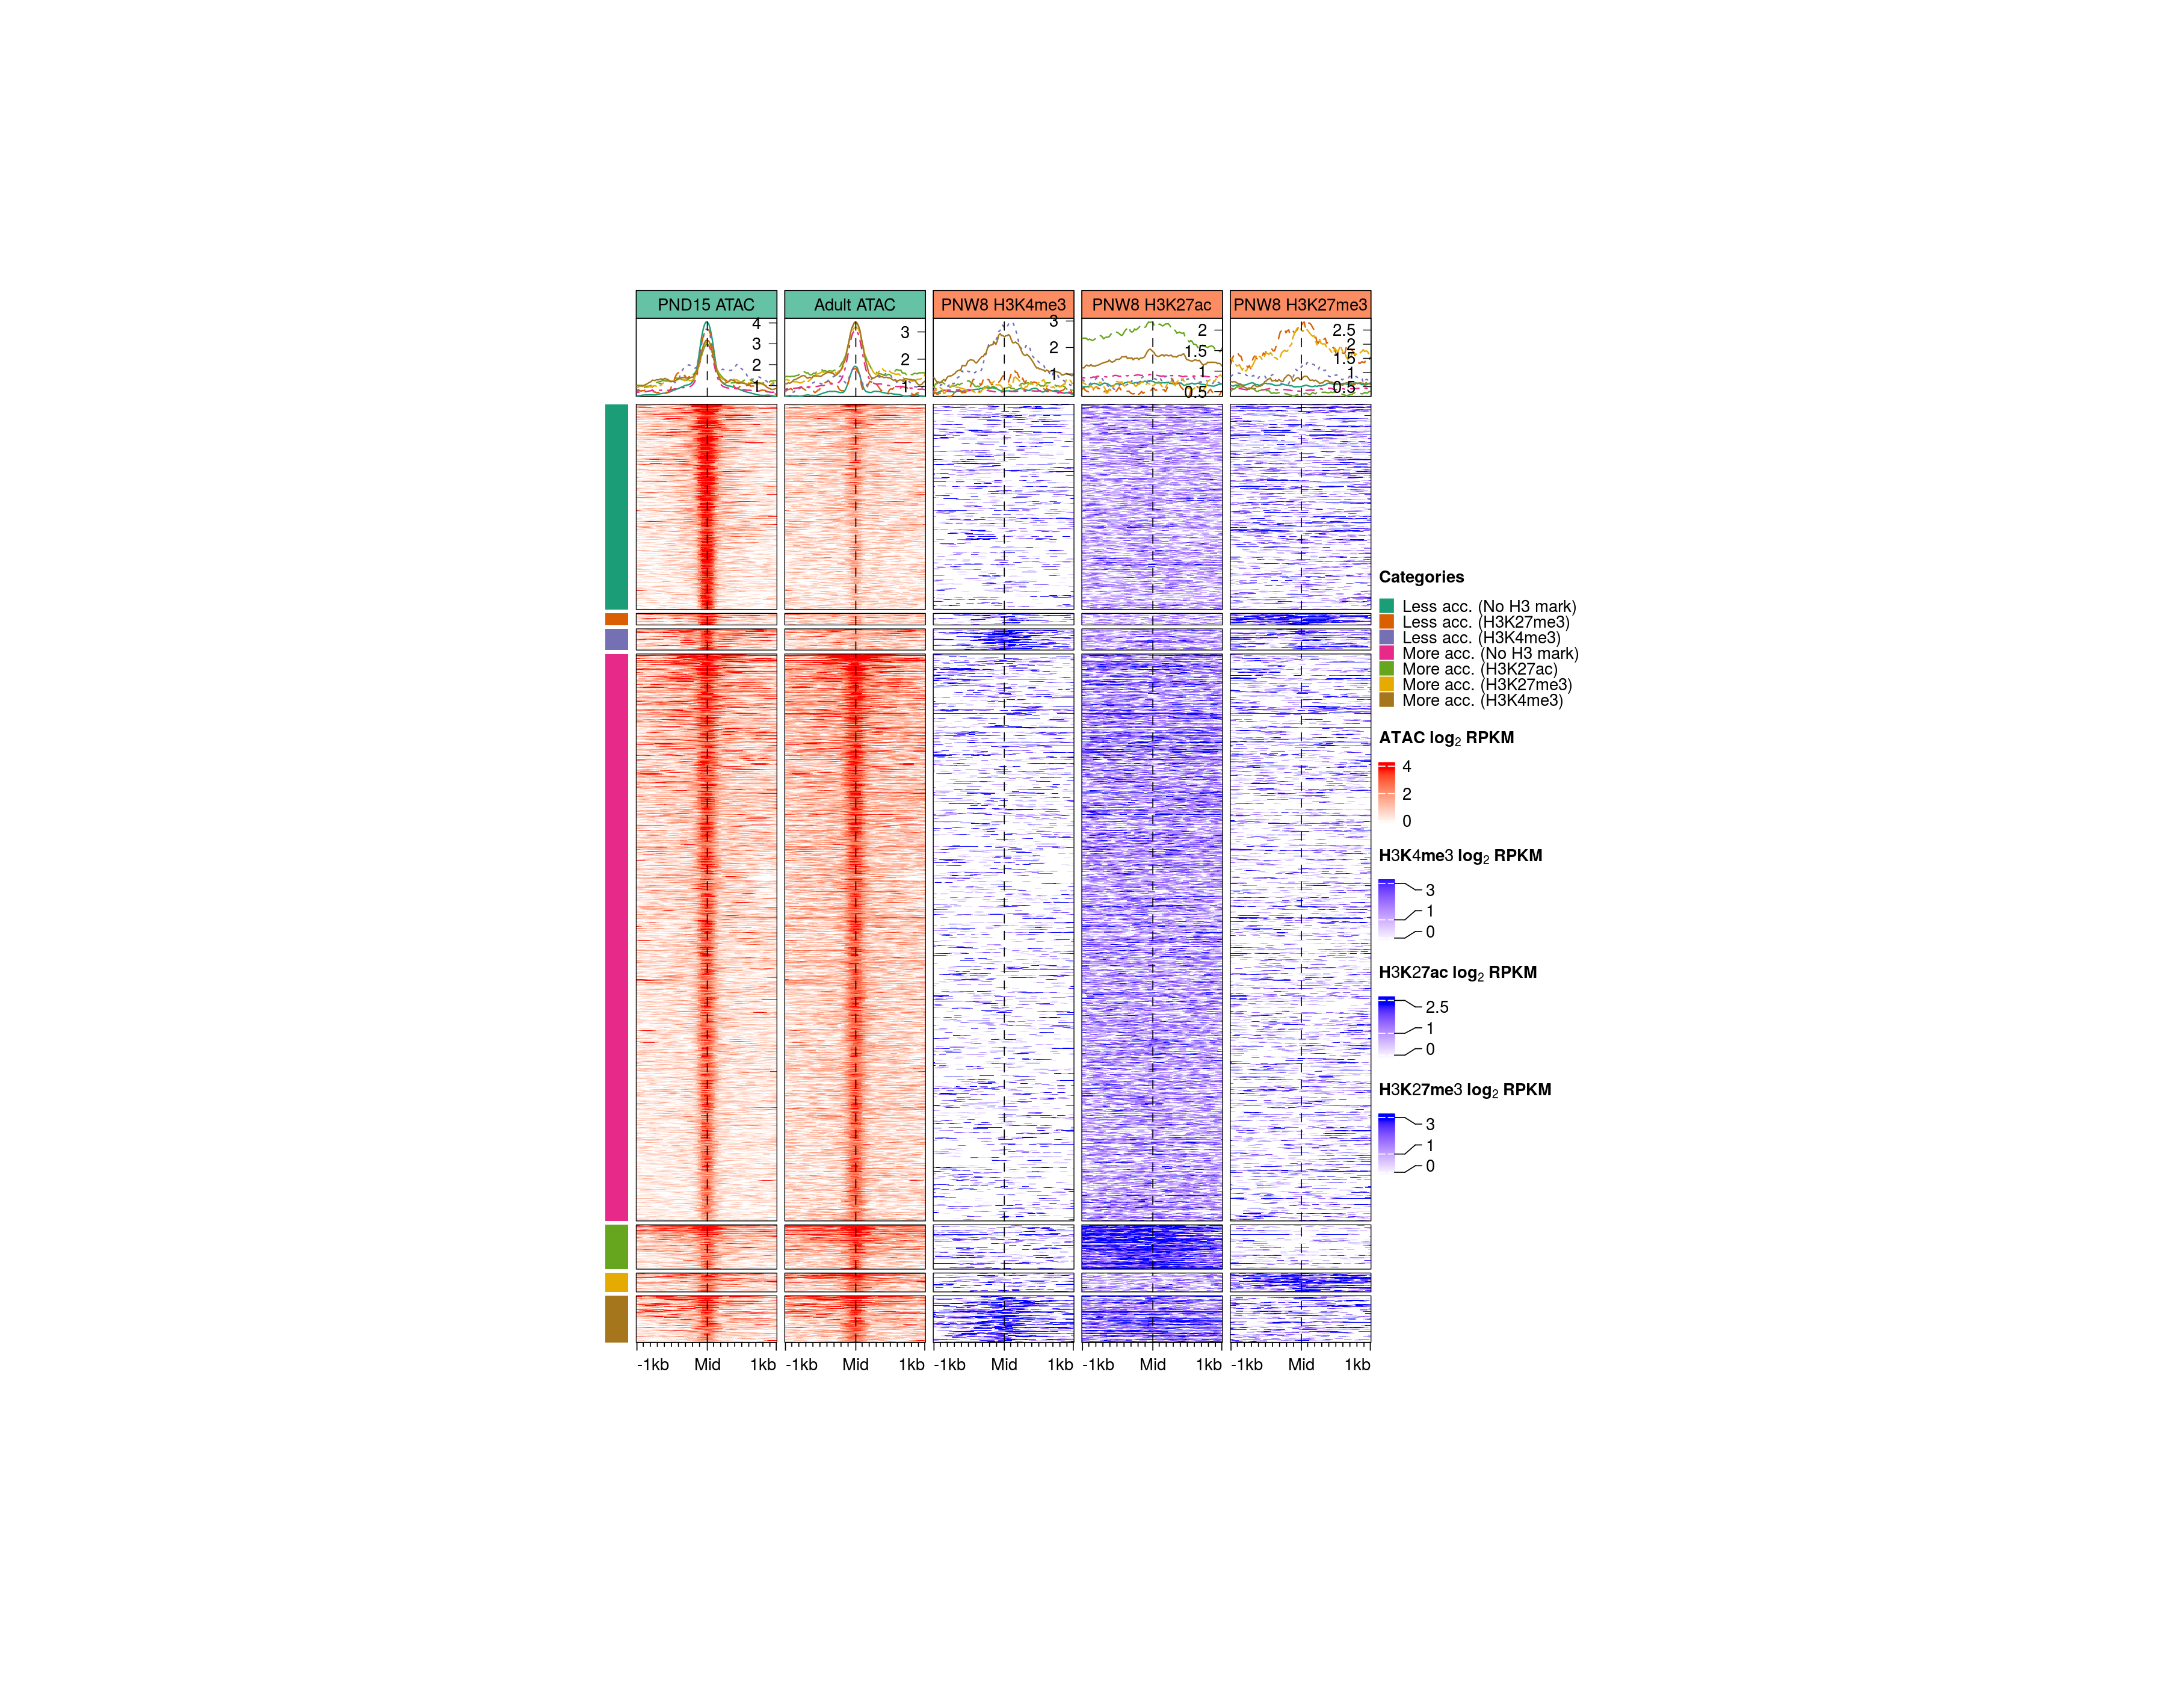 PND15 ATAC
Adult ATAC
PNW8 H3K4me3
PNW8 H3K27ac
PNW8 H3K27me3
4
3
2
1
3
2
1
3
2
1
2
1.5
1
0.5
2.5
2
1.5
1
0.5
Categories
Less acc. (No H3 mark)
Less acc. (H3K27me3)
Less acc. (H3K4me3)
More acc. (No H3 mark)
More acc. (H3K27ac)
More acc. (H3K27me3)
More acc. (H3K4me3)
ATAC log2 RPKM
4
2
0
H3K4me3 log2 RPKM
3
1
0
H3K27ac log2 RPKM
2.5
1
0
H3K27me3 log2 RPKM
3
1
0
-1kb Mid 1kb -1kb Mid 1kb -1kb Mid 1kb -1kb Mid 1kb -1kb Mid 1kb